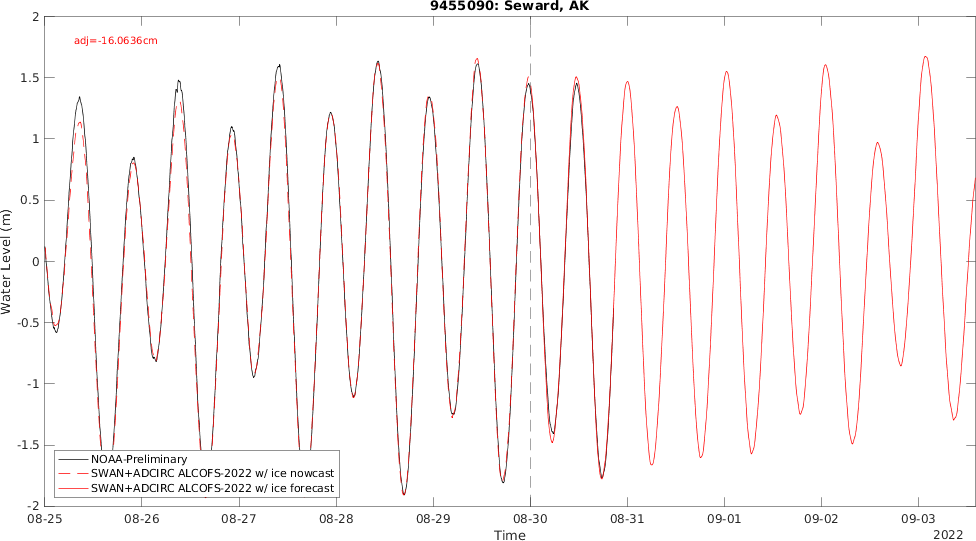 9455090: Seward, AK
adj=-16.0636cm
2
1.5
1
0.5
0
-0.5
-1
-1.5
-2
Water Level (m)
NOAA-Preliminary
SWAN+ADCIRC ALCOFS-2022 w/ ice nowcast
SWAN+ADCIRC ALCOFS-2022 w/ ice forecast
08-25 08-26 08-27 08-28 08-29 08-30 08-31 09-01 09-02 09-03
Time
2022